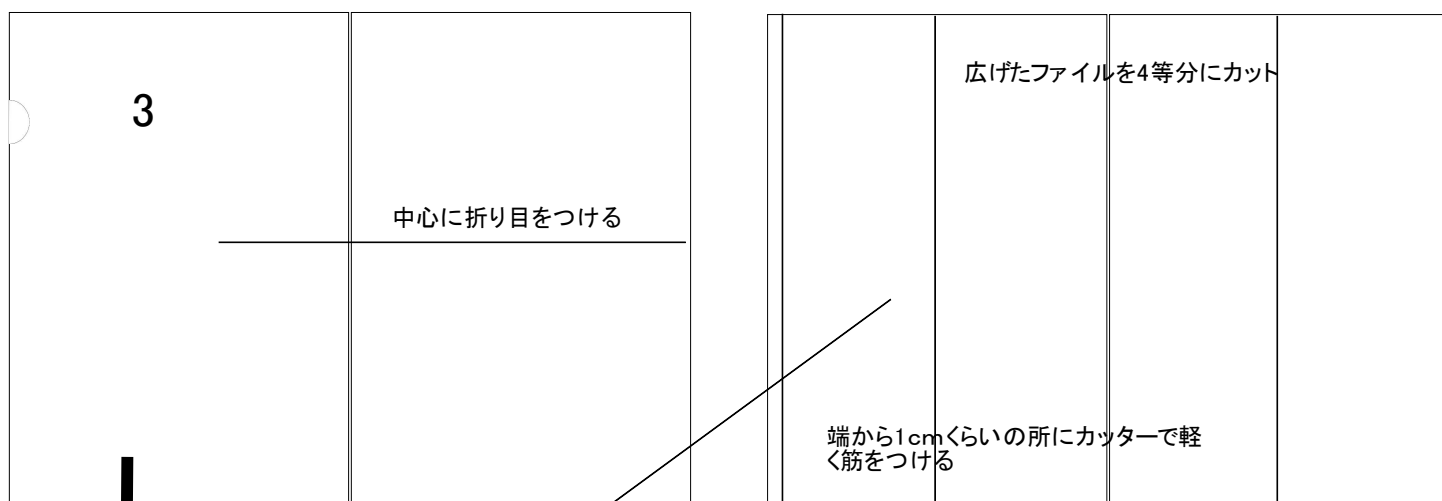 3
中心に折り目をつける
広げたファイルを4等分にカット
端から1cmくらいの所にカッターで軽
く筋をつける